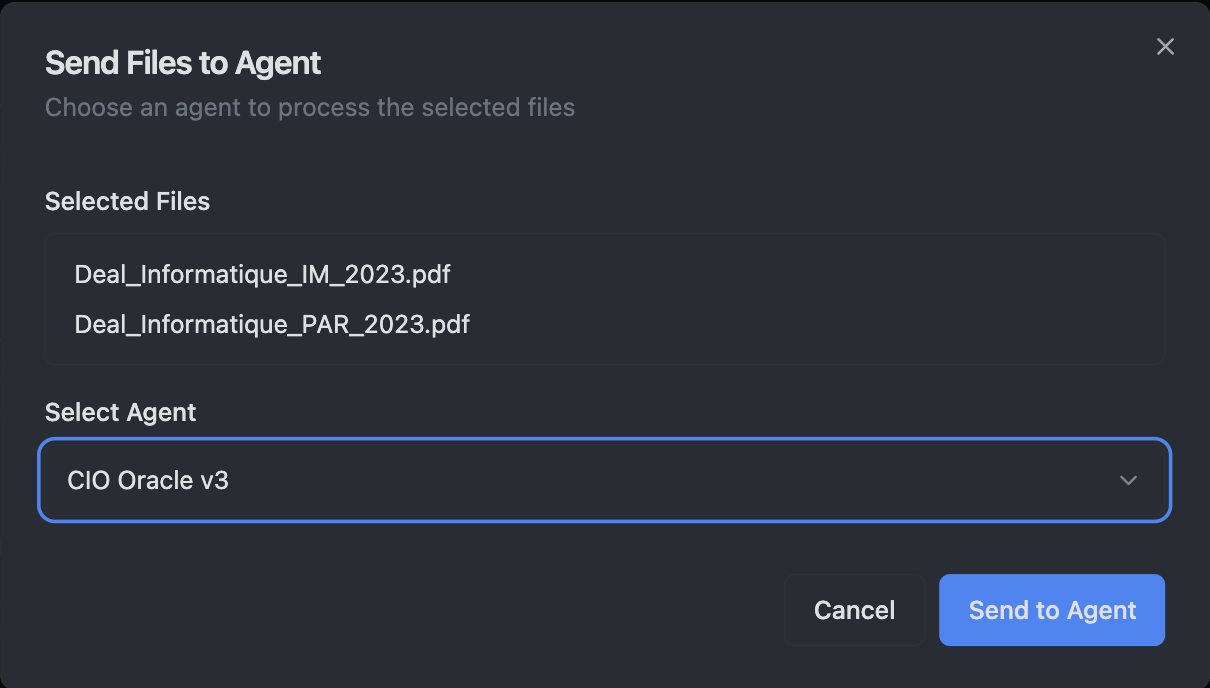 Send Files to Agent
Choose an agent to process the selected files
Selected Files
Deal_Informatique_IM_2023.pdf
Deal_Informatique_PAR_2023.pdf
Select Agent
CIO Oracle v3
Cancel
Send to Agent